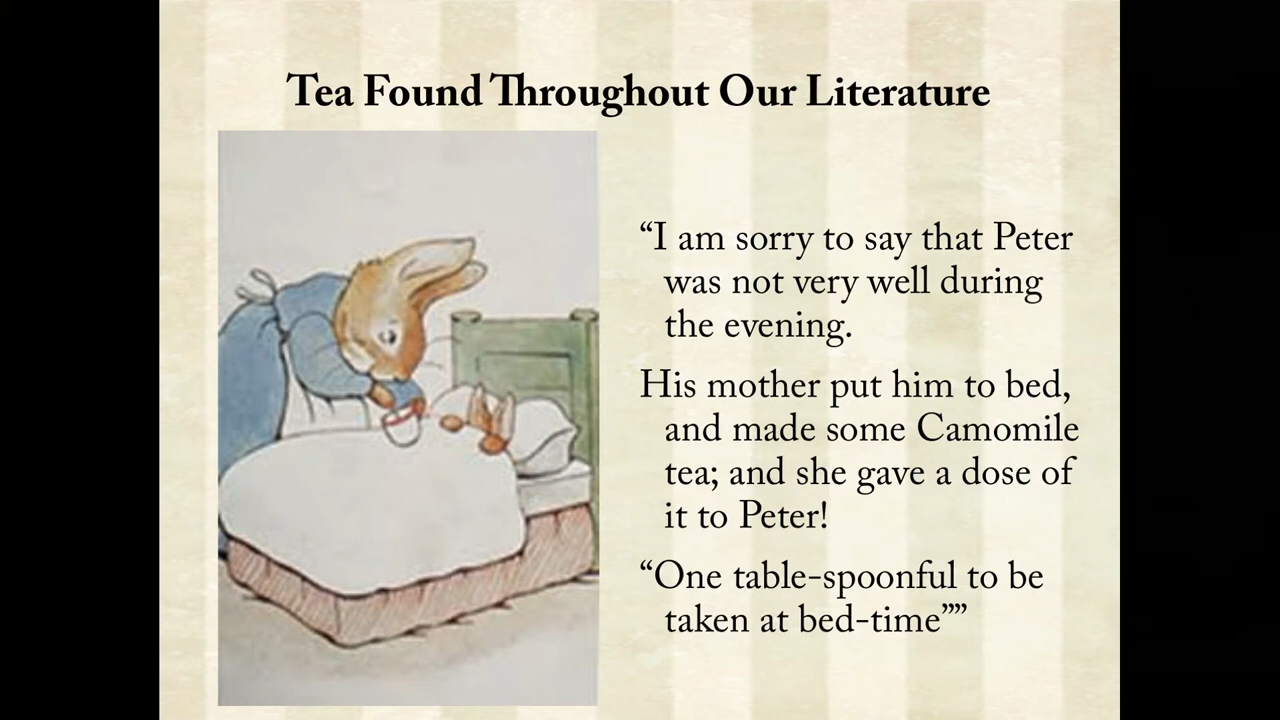 Tea Found Throughout Our Literature
“I am sorry to say that Peter
was not very well during
the evening.
His mother put him to bed,
and made some Camomile
tea; and she gave a dose of
it to Peter!
“One table-spoonful to be
taken at bed-time””